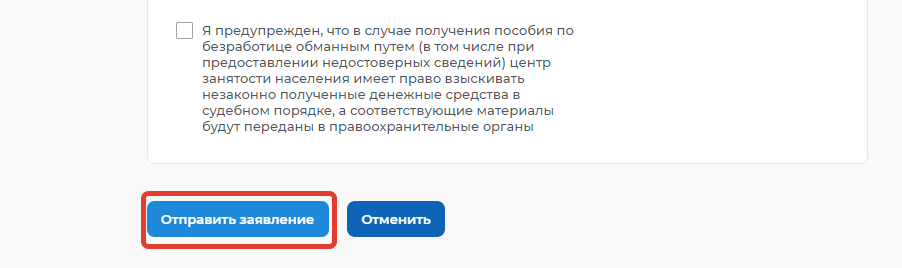 Я предупрежден, что в случае получения пособия по
безработице обманным путем (в том числе при
предоставлении недостоверных сведений) центр
занятости населения имеет право взыскивать
незаконно полученные денежные средства в
судебном порядке, а соответствующие материалы
будут переданы в правоохранительные органы
Отправить заявление
Отменить